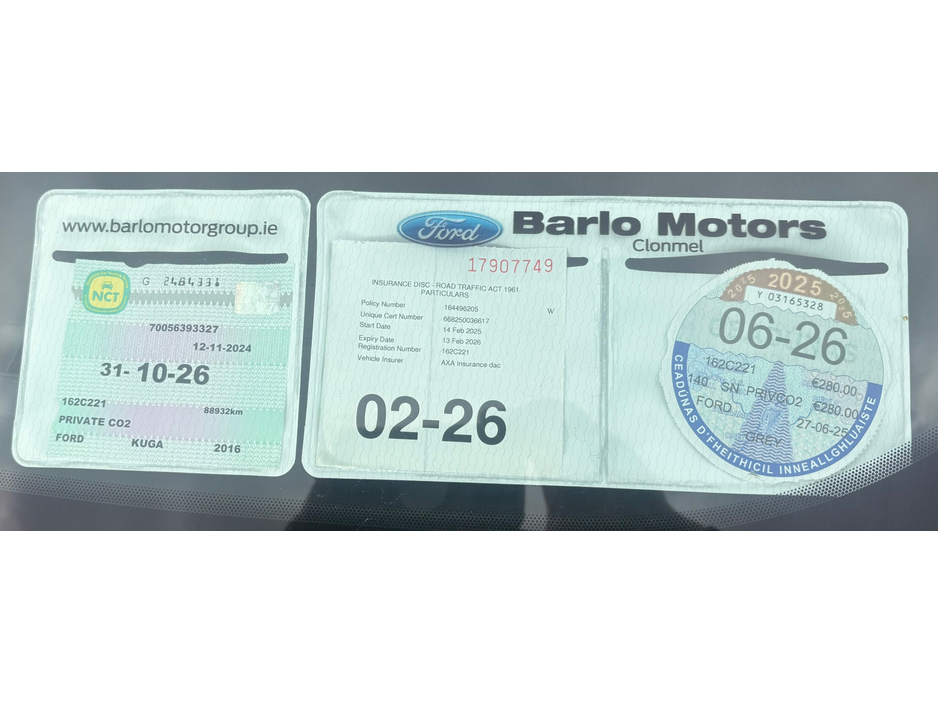 www.barlomotorgroup.ie
NCT
G 2484331
70056393327
12-11-2024
31-10-26
162C221
88932km
PRIVATE CO2
FORD KUGA 2016
Ford
Barlo Motors
Clonmel
17907749
INSURANCE DISC - ROAD TRAFFIC ACT 1961
PARTICULARS
Policy Number 164496205 W
Unique Cert Number 668250036617
Start Date 14 Feb 2025
Expiry Date 13 Feb 2026
Registration Number 162C221
Vehicle Insurer AXA Insurance dac
02-26
2025 2025 2025
Y 03165328
06-26
162C221 €280.00
140 SN PRIVCO2 €280.00
FORD 27-06-25
GREY
CEADÚNAS D'FHEITHICIL INNEALLGHLUAISTE